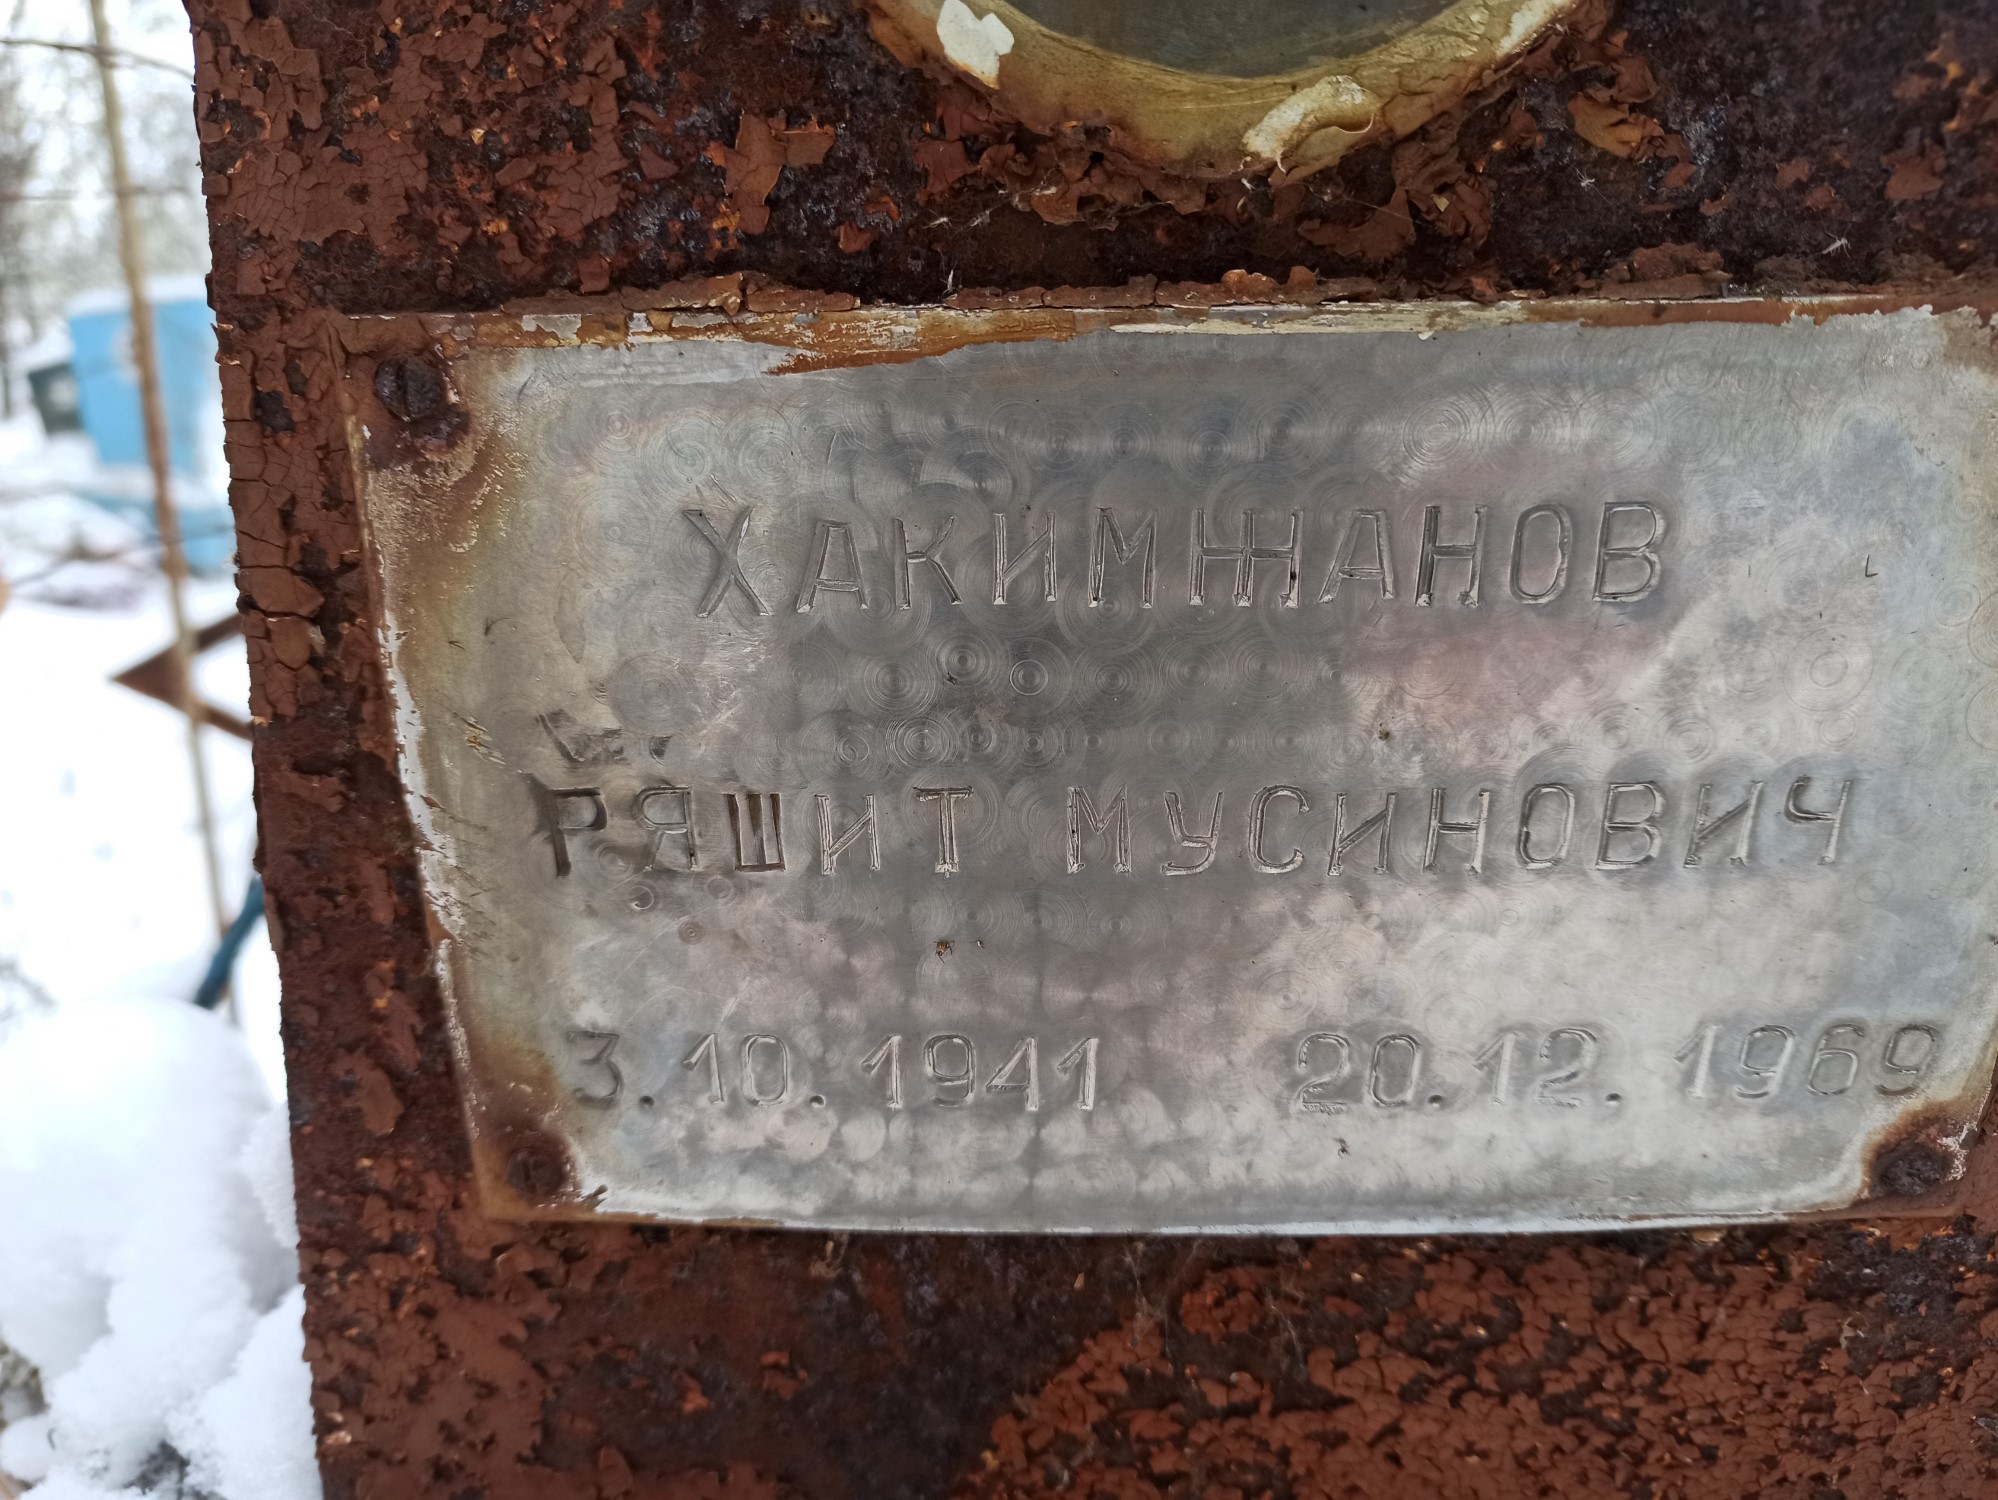 ХАКИМЖАНОВ
РЯШИТ МУСИНОВИЧ
3.10.1941 20.12.1969